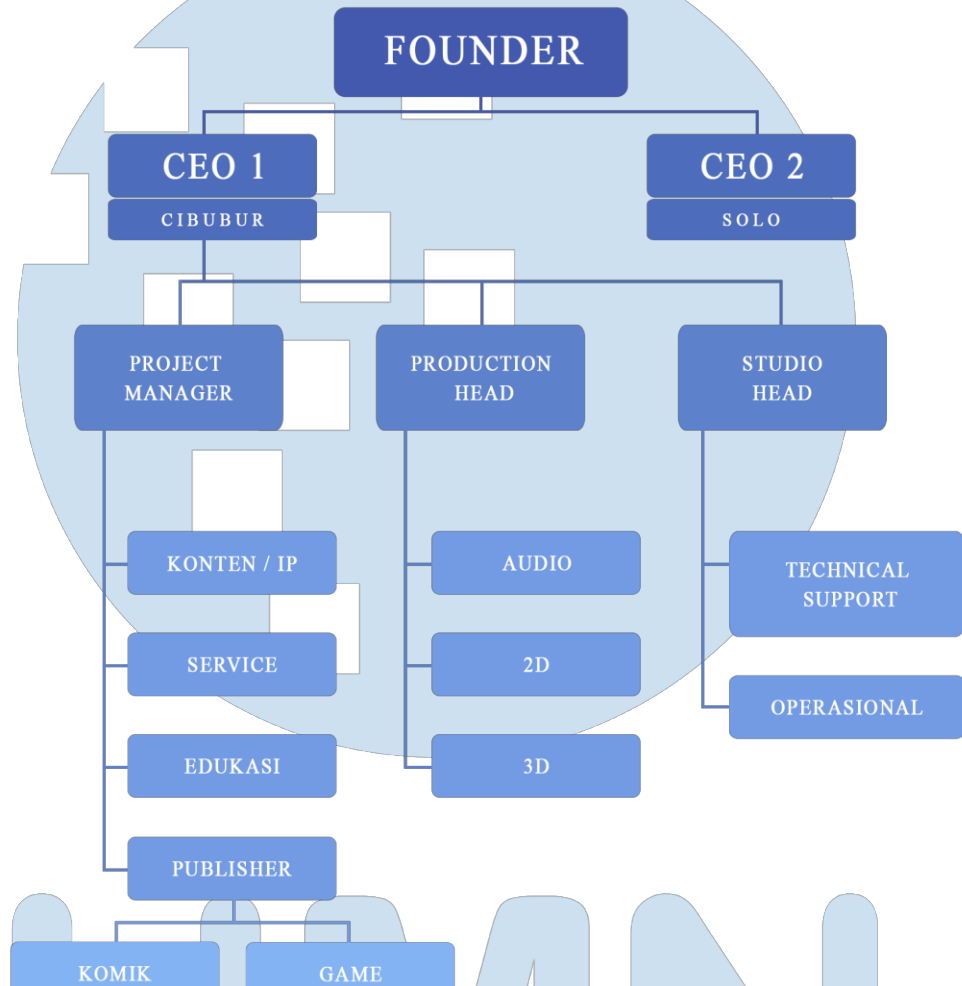 FOUNDER
CEO 1
CIBUBUR
CEO 2
SOLO
PROJECT
MANAGER
PRODUCTION
HEAD
STUDIO
HEAD
KONTEN / IP
SERVICE
EDUKASI
PUBLISHER
KOMIK
GAME
AUDIO
2D
3D
TECHNICAL
SUPPORT
OPERASIONAL